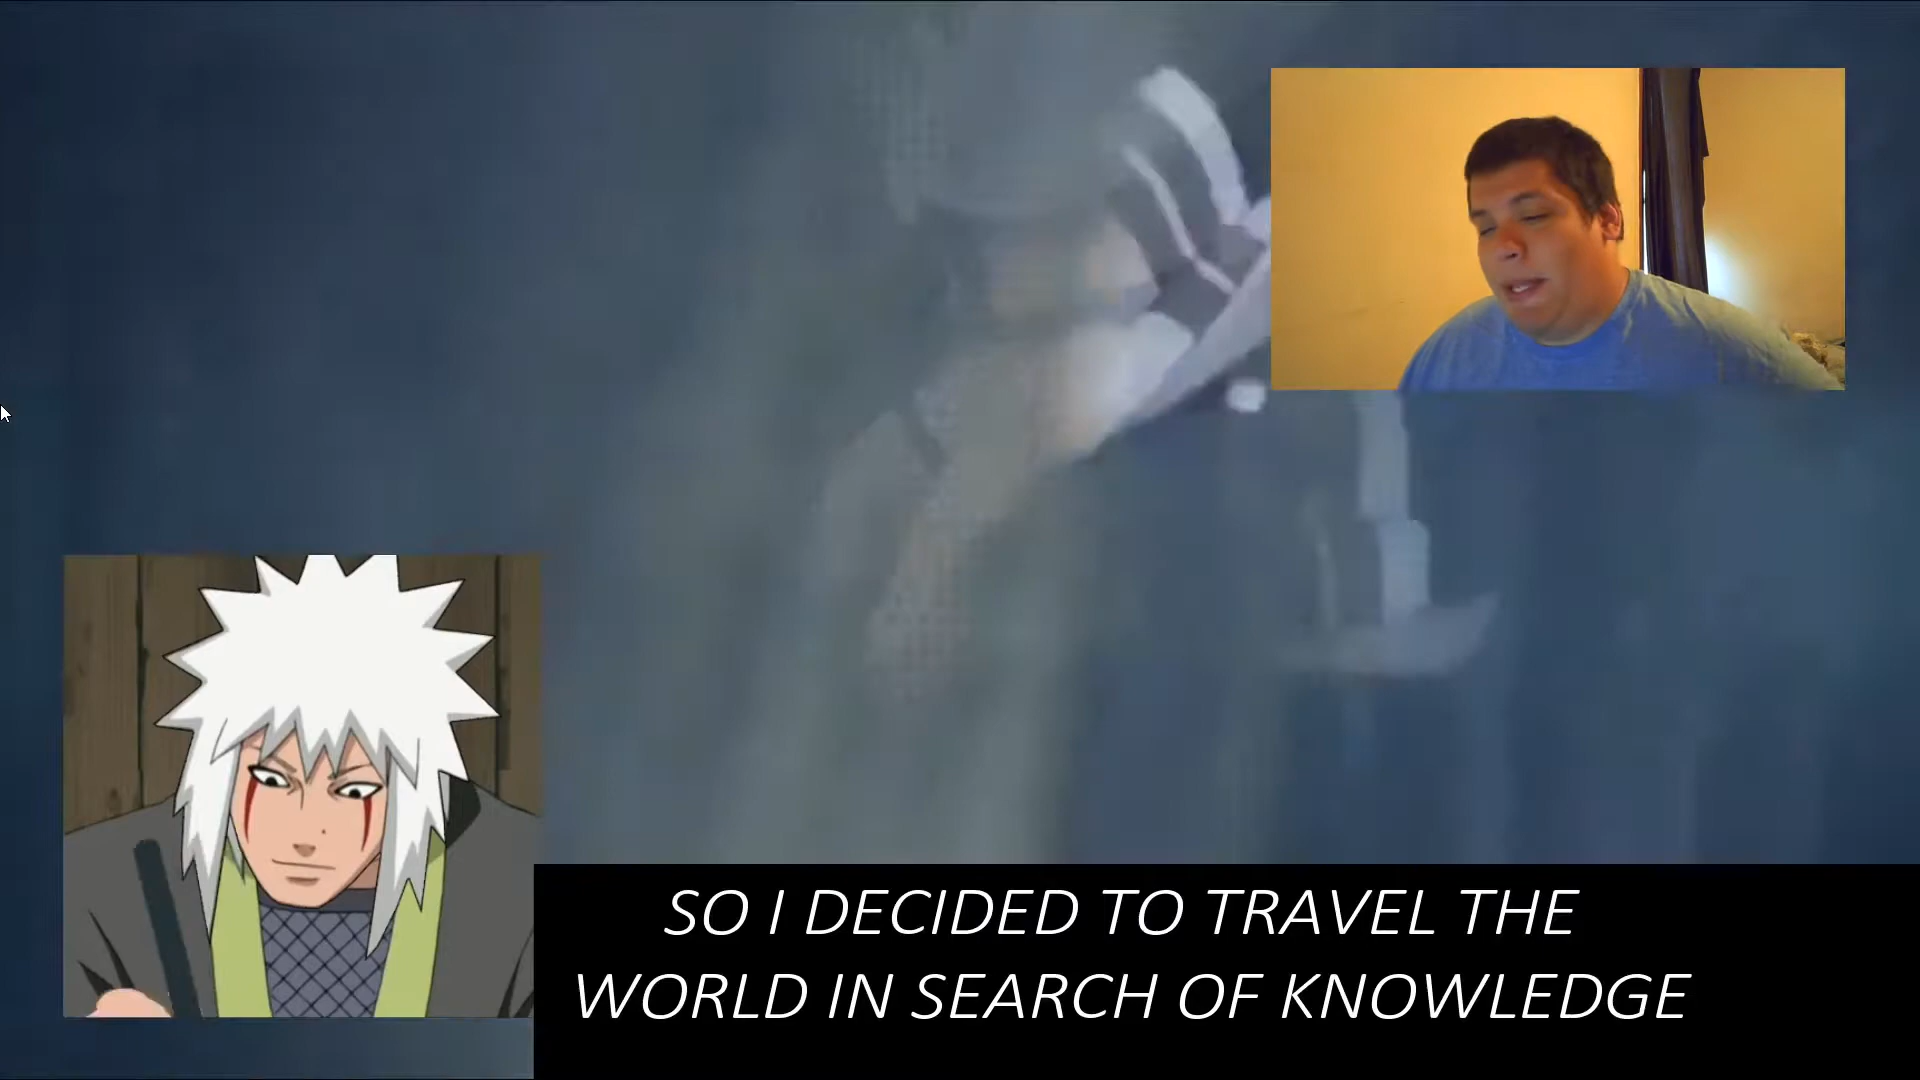 SO I DECIDED TO TRAVEL THE
WORLD IN SEARCH OF KNOWLEDGE